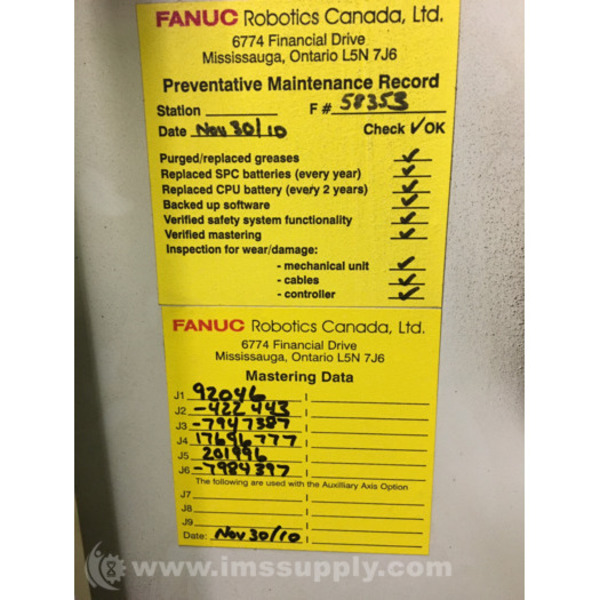 FANUC Robotics Canada, Ltd.
6774 Financial Drive
Mississauga, Ontario L5N 7J6
Preventative Maintenance Record
Station F # 58353
Date Nov 30/10 Check ✓ OK
Purged/replaced greases ✓
Replaced SPC batteries (every year) ✓
Replaced CPU battery (every 2 years) ✓
Backed up software ✓
Verified safety system functionality ✓
Verified mastering ✓
Inspection for wear/damage:
- mechanical unit ✓
- cables ✓
- controller ✓
FANUC Robotics Canada, Ltd.
6774 Financial Drive
Mississauga, Ontario L5N 7J6
Mastering Data
J1 92046
J2 -422443
J3 -7947387
J4 17696777
J5 201996
J6 -7984397
The following are used with the Auxilliary Axis Option
J7
J8
J9
Date: Nov 30/10
www.imssupply.com